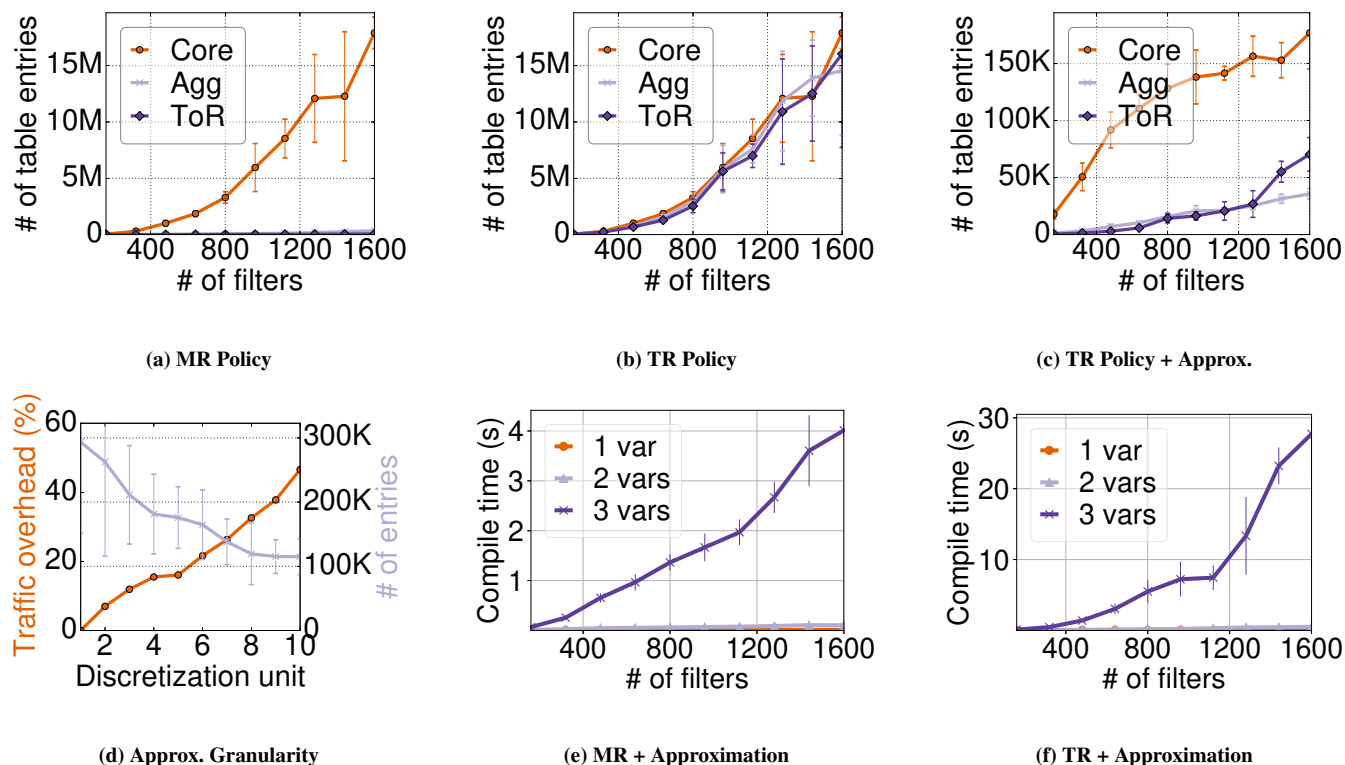 # of table entries
15M
10M
5M
0
Core
Agg
ToR
400 800 1200 1600
# of filters
(a) MR Policy
# of table entries
15M
10M
5M
0
Core
Agg
ToR
400 800 1200 1600
# of filters
(b) TR Policy
# of table entries
150K
100K
50K
0
Core
Agg
ToR
400 800 1200 1600
# of filters
(c) TR Policy + Approx.
Traffic overhead (%)
60
40
20
0
300K
200K
100K
0
# of entries
2 4 6 8 10
Discretization unit
(d) Approx. Granularity
Compile time (s)
4
3
2
1
1 var
2 vars
3 vars
400 800 1200 1600
# of filters
(e) MR + Approximation
Compile time (s)
30
20
10
1 var
2 vars
3 vars
400 800 1200 1600
# of filters
(f) TR + Approximation